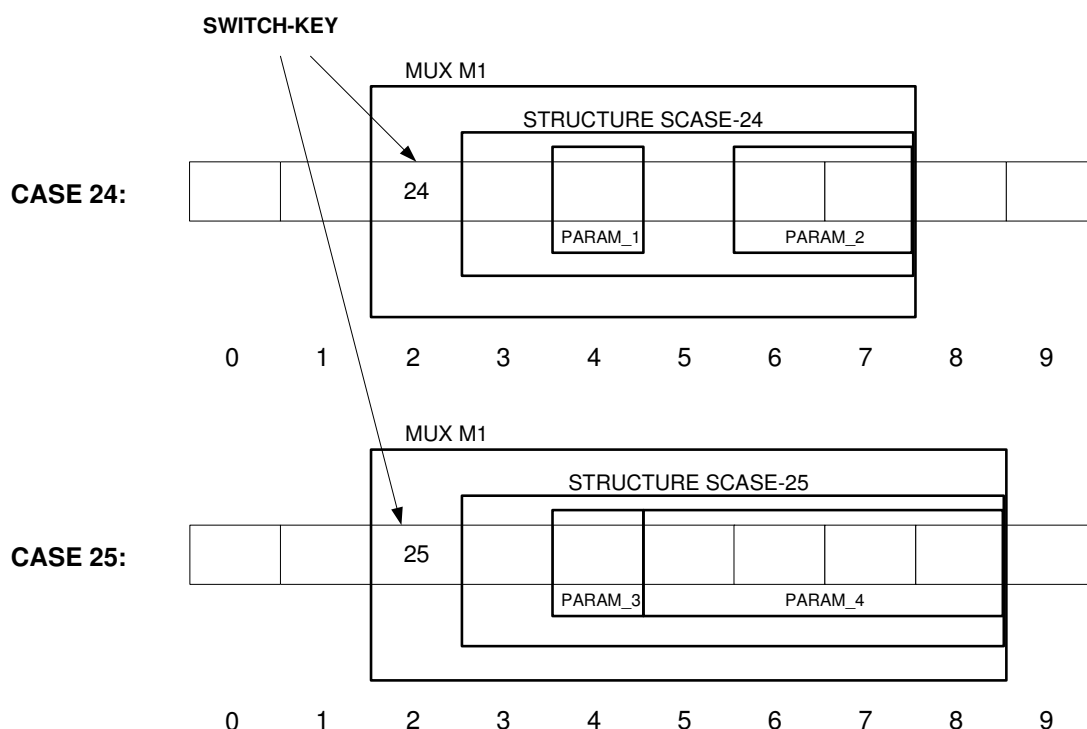 SWITCH-KEY
MUX M1
STRUCTURE SCASE-24
CASE 24:
24
PARAM_1
PARAM_2
0 1 2 3 4 5 6 7 8 9
MUX M1
STRUCTURE SCASE-25
CASE 25:
25
PARAM_3
PARAM_4
0 1 2 3 4 5 6 7 8 9